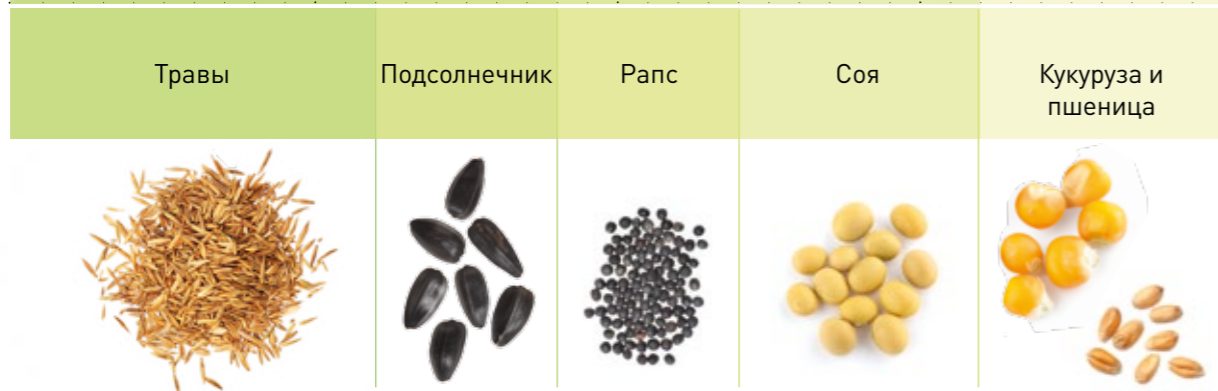 Травы
Подсолнечник
Рапс
Соя
Кукуруза и
пшеница